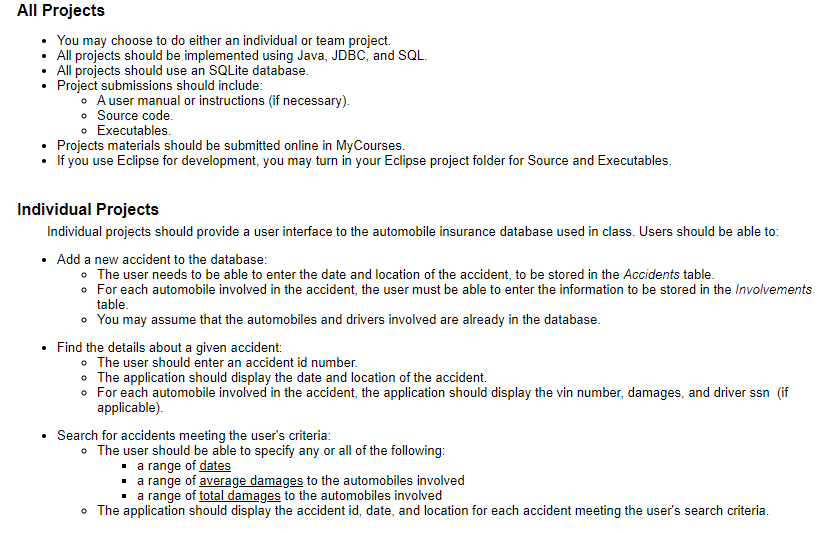 All Projects
• You may choose to do either an individual or team project.
• All projects should be implemented using Java, JDBC, and SQL.
• All projects should use an SQLite database.
• Project submissions should include:
◦ A user manual or instructions (if necessary).
◦ Source code.
◦ Executables.
• Projects materials should be submitted online in MyCourses.
• If you use Eclipse for development, you may turn in your Eclipse project folder for Source and Executables.
Individual Projects
Individual projects should provide a user interface to the automobile insurance database used in class. Users should be able to:
• Add a new accident to the database:
◦ The user needs to be able to enter the date and location of the accident, to be stored in the Accidents table.
◦ For each automobile involved in the accident, the user must be able to enter the information to be stored in the Involvements
table.
◦ You may assume that the automobiles and drivers involved are already in the database.
• Find the details about a given accident:
◦ The user should enter an accident id number.
◦ The application should display the date and location of the accident.
◦ For each automobile involved in the accident, the application should display the vin number, damages, and driver ssn (if
applicable).
• Search for accidents meeting the user's criteria:
◦ The user should be able to specify any or all of the following:
▪ a range of dates
▪ a range of average damages to the automobiles involved
▪ a range of total damages to the automobiles involved
◦ The application should display the accident id, date, and location for each accident meeting the user's search criteria.